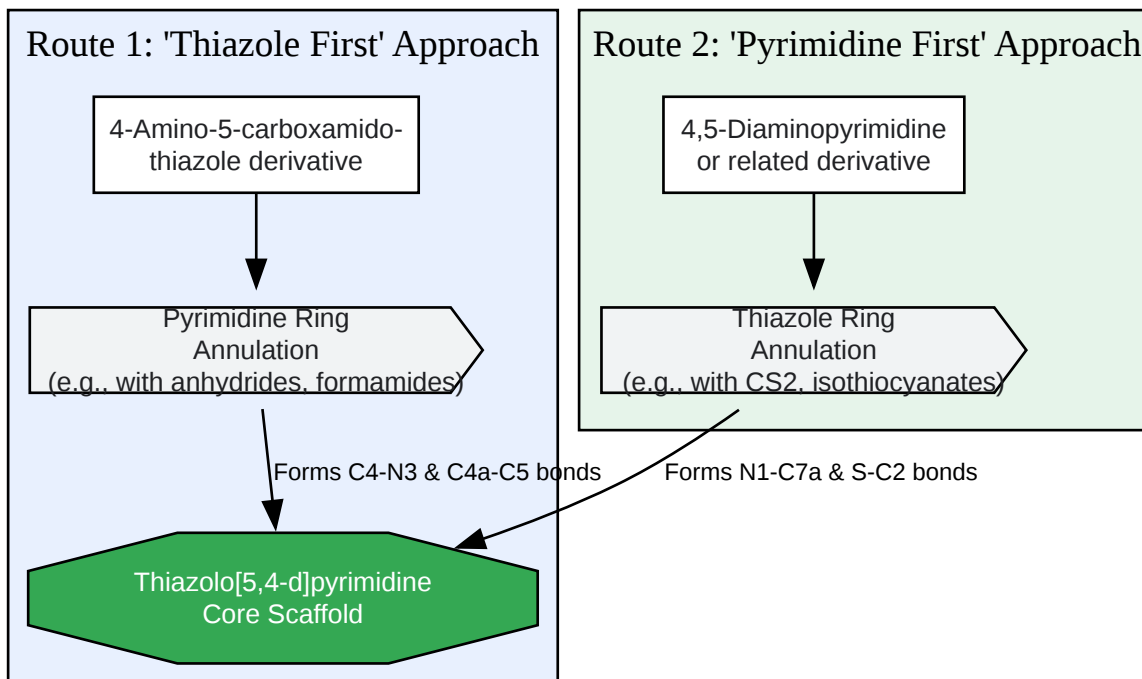 Route 1: 'Thiazole First' Approach
4-Amino-5-carboxamido-
thiazole derivative
Pyrimidine Ring
Annulation
(e.g., with anhydrides, formamides)
Forms C4-N3 & C4a-C5 bonds
Thiazolo[5,4-d]pyrimidine
Core Scaffold
Route 2: 'Pyrimidine First' Approach
4,5-Diaminopyrimidine
or related derivative
Thiazole Ring
Annulation
(e.g., with CS2, isothiocyanates)
Forms N1-C7a & S-C2 bonds